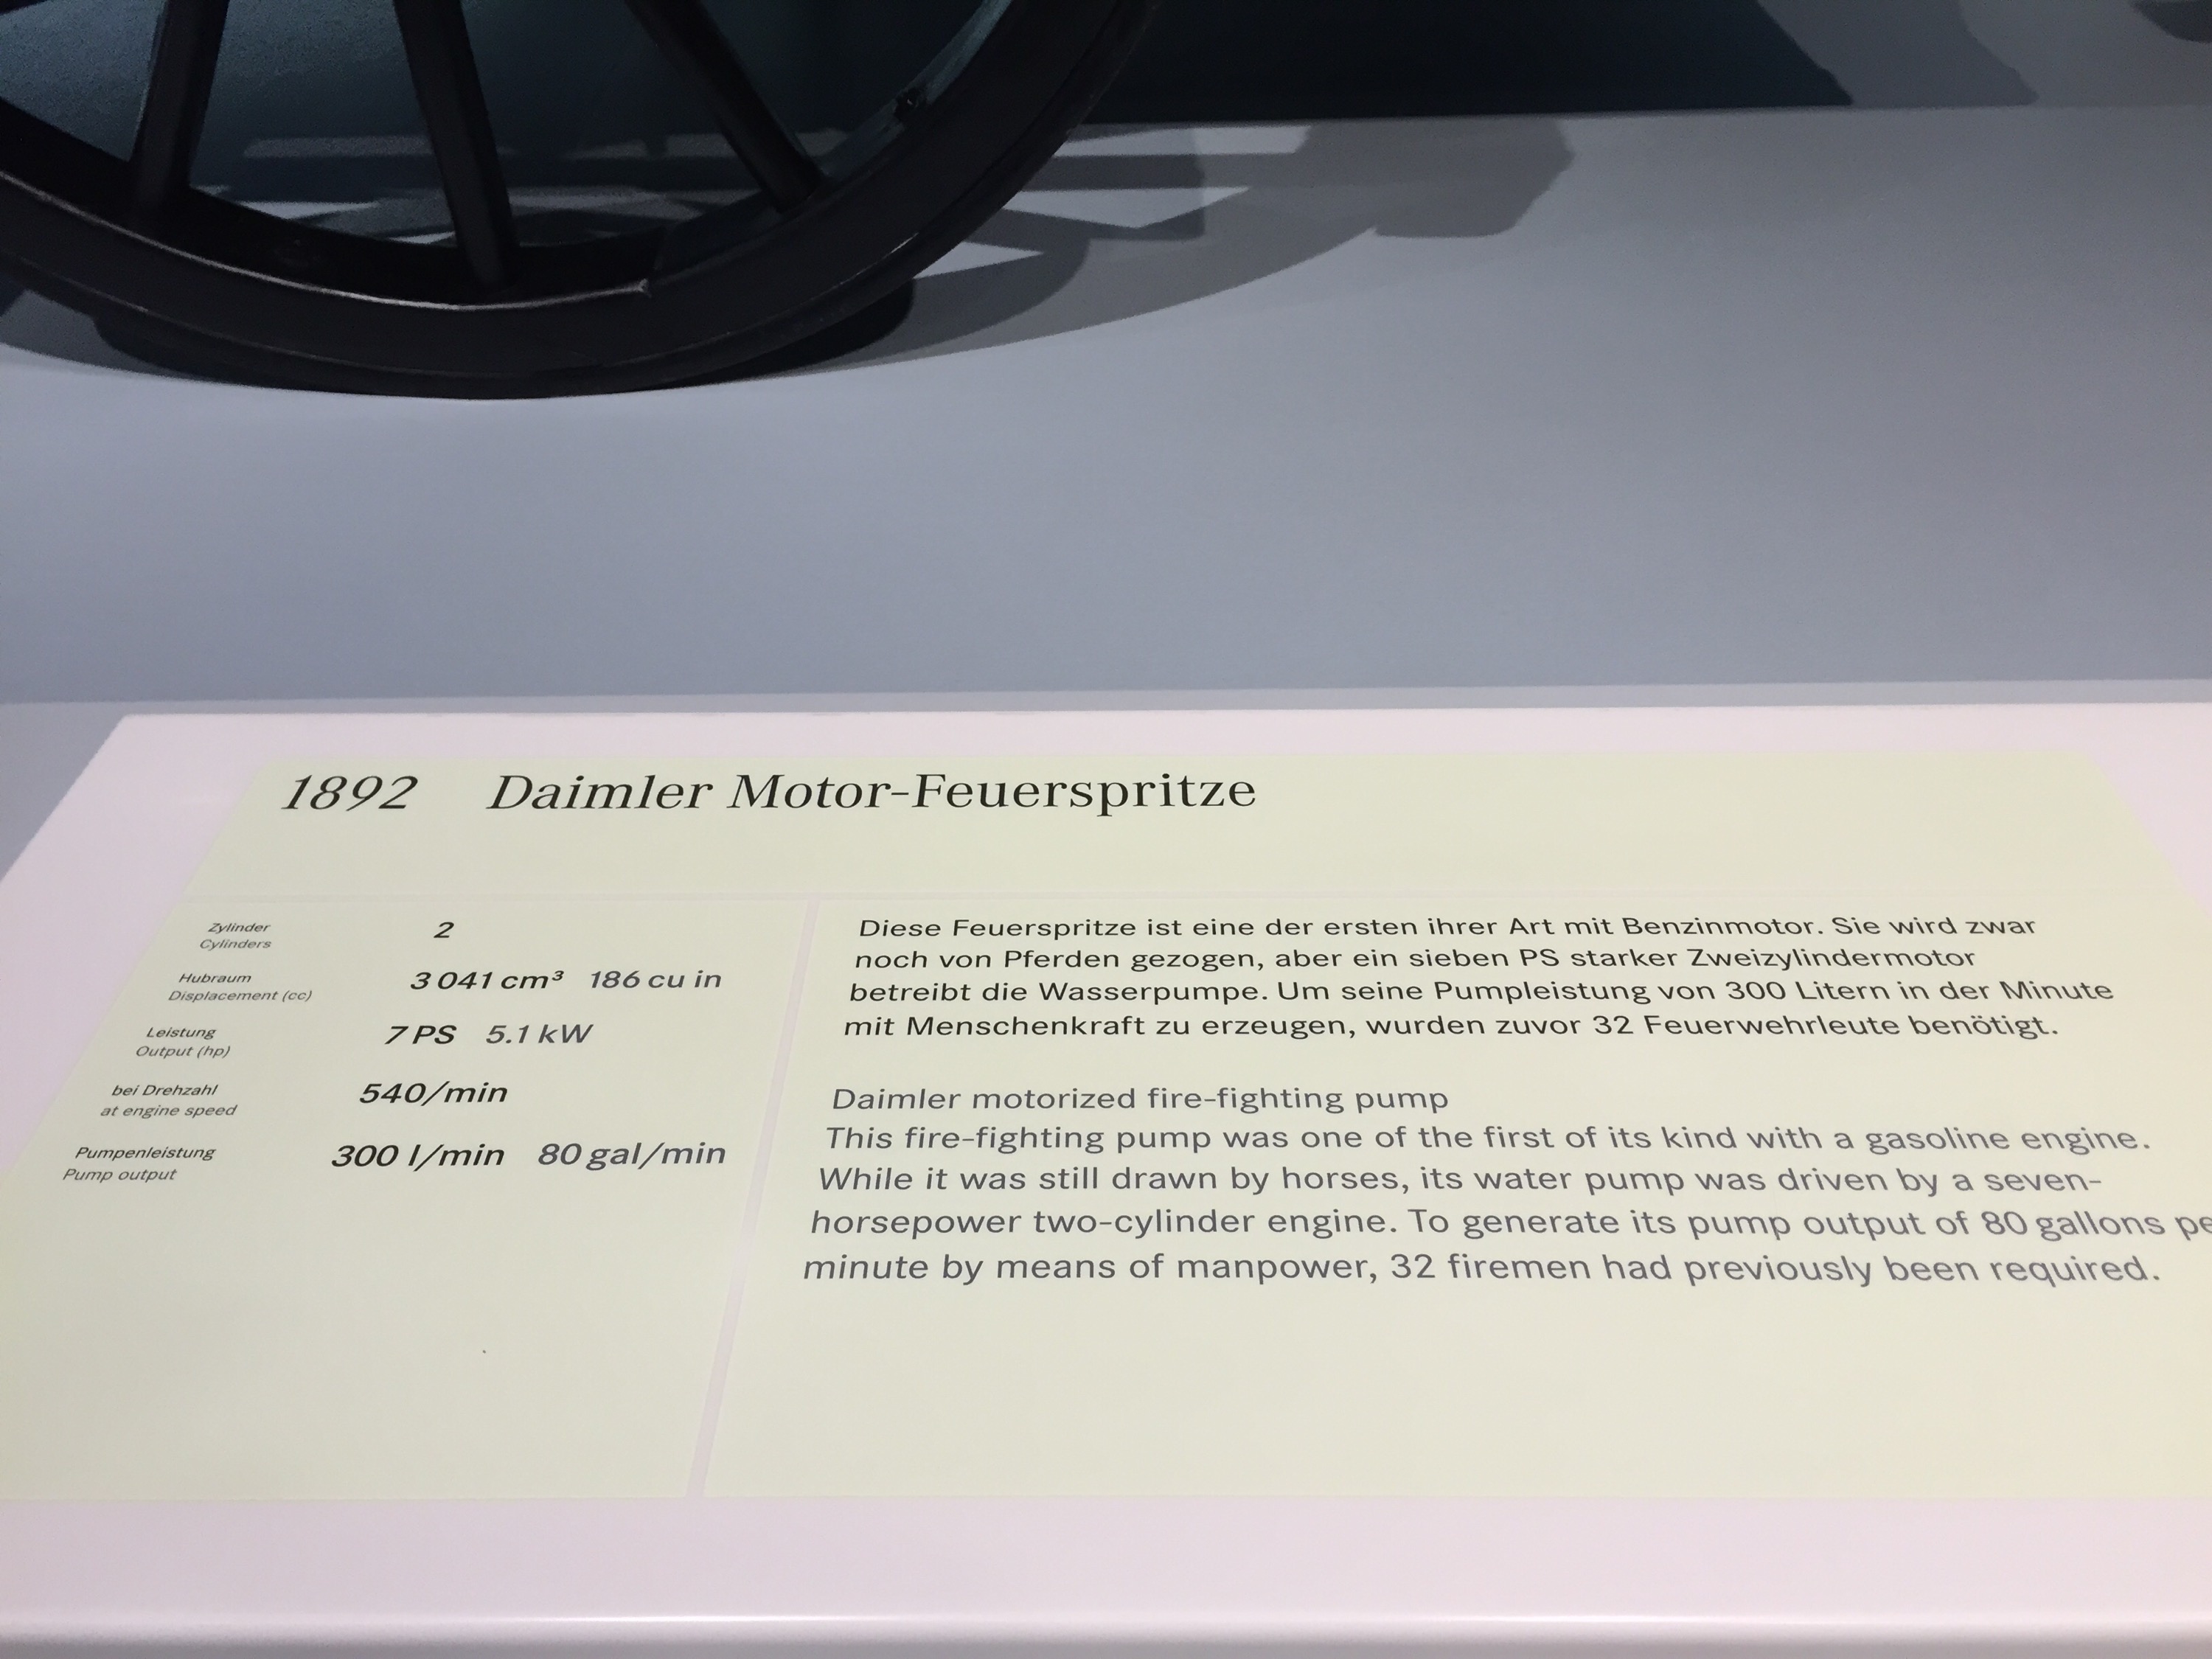 1892 Daimler Motor-Feuerspritze
Zylinder
Cylinders
2
Hubraum
Displacement (cc)
3 041 cm³ 186 cu in
Leistung
Output (hp)
7 PS 5.1 kW
bei Drehzahl
at engine speed
540/min
Pumpenleistung
Pump output
300 l/min 80 gal/min
Diese Feuerspritze ist eine der ersten ihrer Art mit Benzinmotor. Sie wird zwar
noch von Pferden gezogen, aber ein sieben PS starker Zweizylindermotor
betreibt die Wasserpumpe. Um seine Pumpleistung von 300 Litern in der Minute
mit Menschenkraft zu erzeugen, wurden zuvor 32 Feuerwehrleute benötigt.
Daimler motorized fire-fighting pump
This fire-fighting pump was one of the first of its kind with a gasoline engine.
While it was still drawn by horses, its water pump was driven by a seven-
horsepower two-cylinder engine. To generate its pump output of 80 gallons pe
minute by means of manpower, 32 firemen had previously been required.